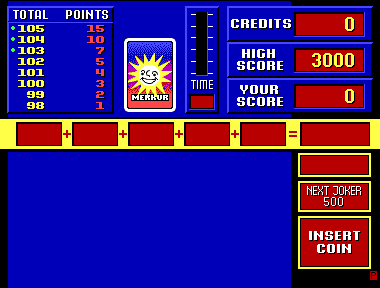 TOTAL POINTS
105 15
104 10
103 7
102 5
101 4
100 3
99 2
98 1
MERKUR
TIME
CREDITS 0
HIGH SCORE 3000
YOUR SCORE 0
+ + + + =
NEXT JOKER
500
INSERT
COIN